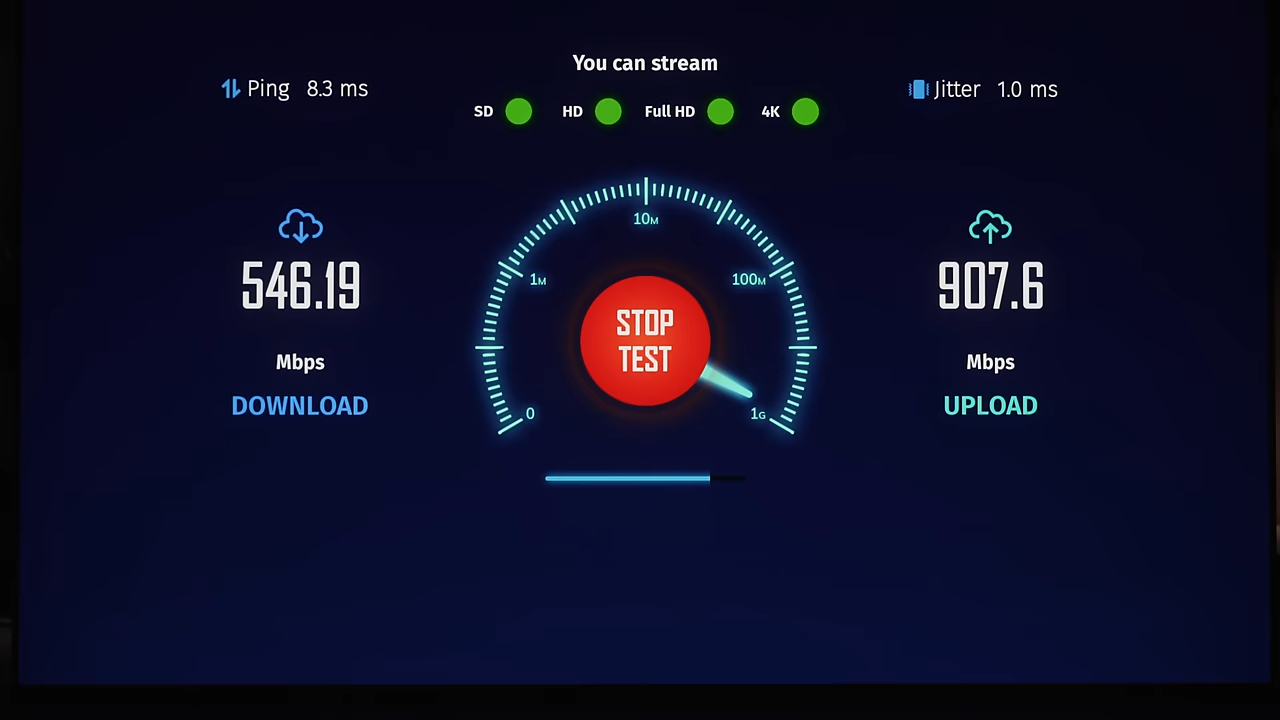 You can stream
Ping 8.3 ms
Jitter 1.0 ms
SD HD Full HD 4K
10M
1M
100M
546.19
907.6
STOP
TEST
Mbps
Mbps
DOWNLOAD
UPLOAD
0
1G